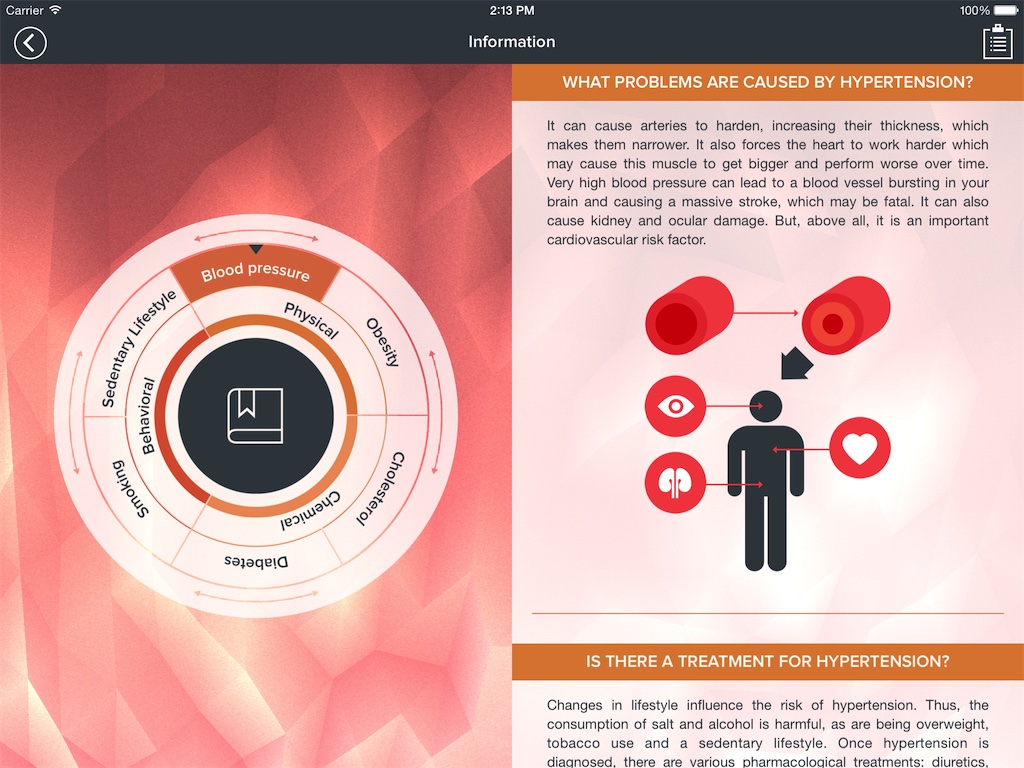 Carrier
2:13 PM
100%
Information
Blood pressure
Physical
Obesity
Sedentary Lifestyle
Behavioral
Smoking
Cholesterol
Chemical
Diabetes
WHAT PROBLEMS ARE CAUSED BY HYPERTENSION?
It can cause arteries to harden, increasing their thickness, which
makes them narrower. It also forces the heart to work harder which
may cause this muscle to get bigger and perform worse over time.
Very high blood pressure can lead to a blood vessel bursting in your
brain and causing a massive stroke, which may be fatal. It can also
cause kidney and ocular damage. But, above all, it is an important
cardiovascular risk factor.
IS THERE A TREATMENT FOR HYPERTENSION?
Changes in lifestyle influence the risk of hypertension. Thus, the
consumption of salt and alcohol is harmful, as are being overweight,
tobacco use and a sedentary lifestyle. Once hypertension is
diagnosed, there are various pharmacological treatments: diuretics,